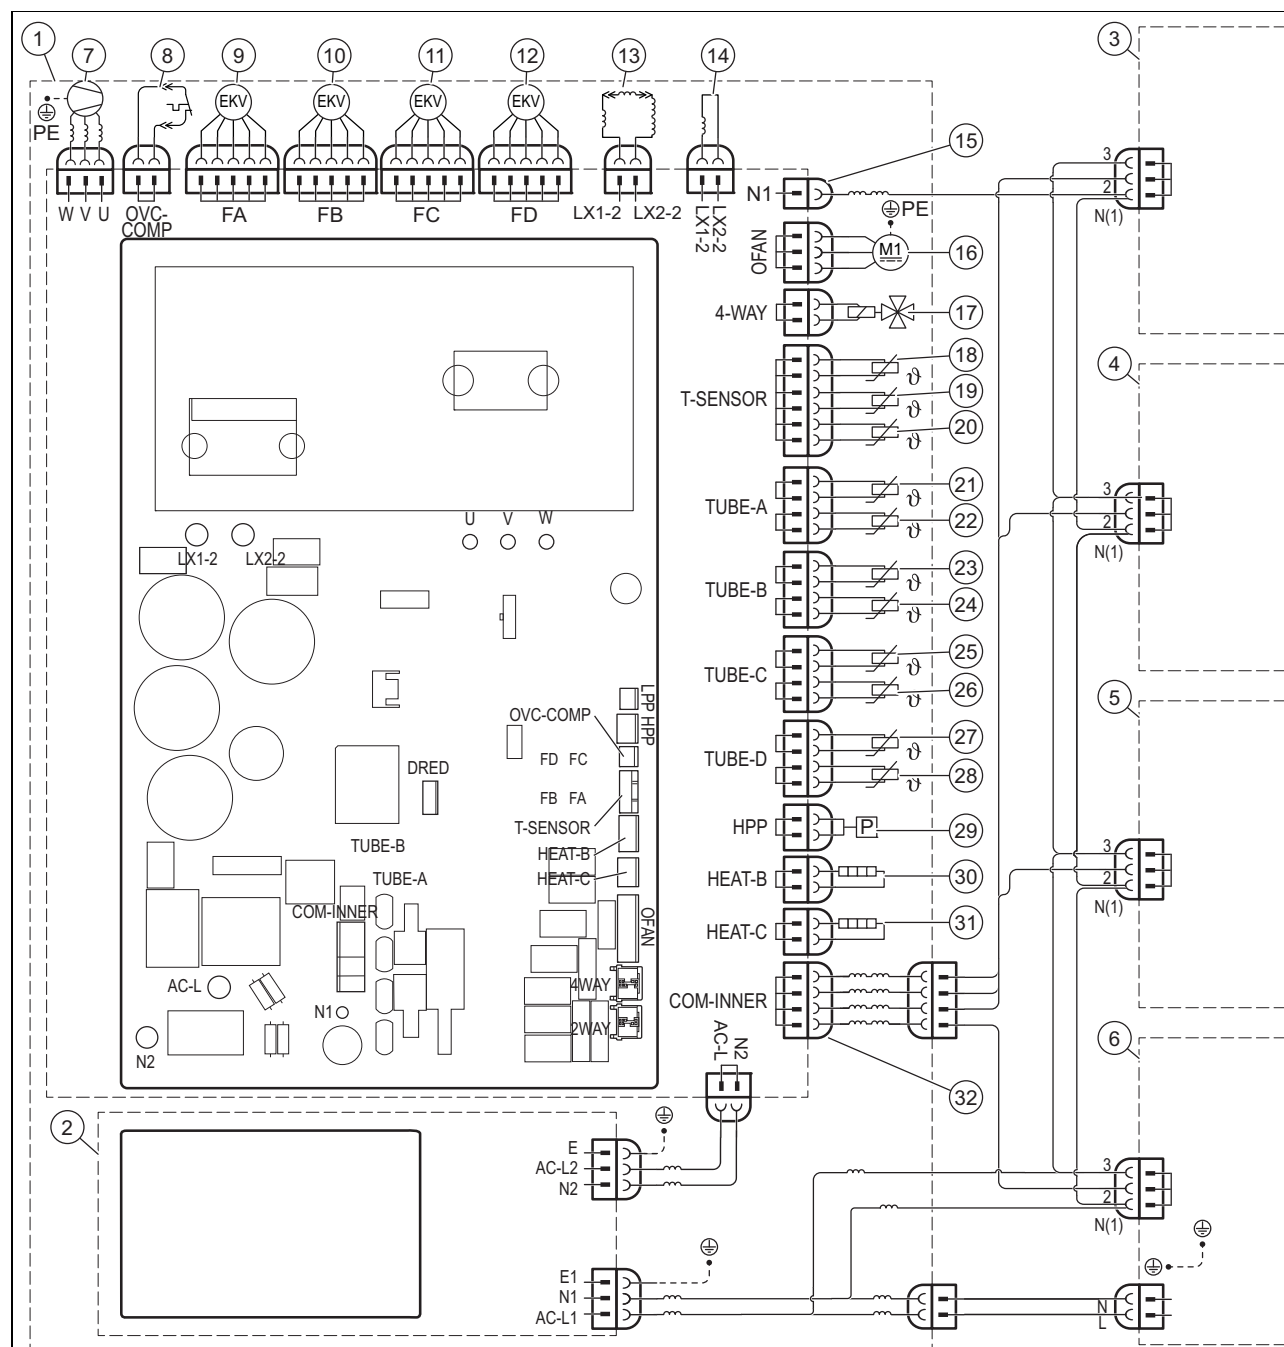 1 7 8 9 10 11 12 13 14 3
EKV EKV EKV EKV
PE
W V U OVC-COMP FA FB FC FD LX1-2 LX2-2 LX1-2 LX2-2
N1 15
3
2
N(1)
PE
OFAN M1 16
4-WAY 17
4
T-SENSOR 18 ϑ
19 ϑ
20 ϑ
TUBE-A 21 ϑ
22 ϑ
3
2
N(1)
U V W
LX1-2 LX2-2
TUBE-B 23 ϑ
24 ϑ
TUBE-C 25 ϑ
26 ϑ
5
LPP HPP
OVC-COMP
FD FC
TUBE-D 27 ϑ
28 ϑ
DRED
FB FA
T-SENSOR
HPP P 29
TUBE-B
HEAT-B
3
2
N(1)
TUBE-A
HEAT-C
HEAT-B 30
COM-INNER
OFAN
HEAT-C 31
AC-L
4WAY
COM-INNER
N1
2WAY
N2
AC-L N2
6
32
2
E
AC-L2
N2
3
2
N(1)
E1
N1
AC-L1
N
L